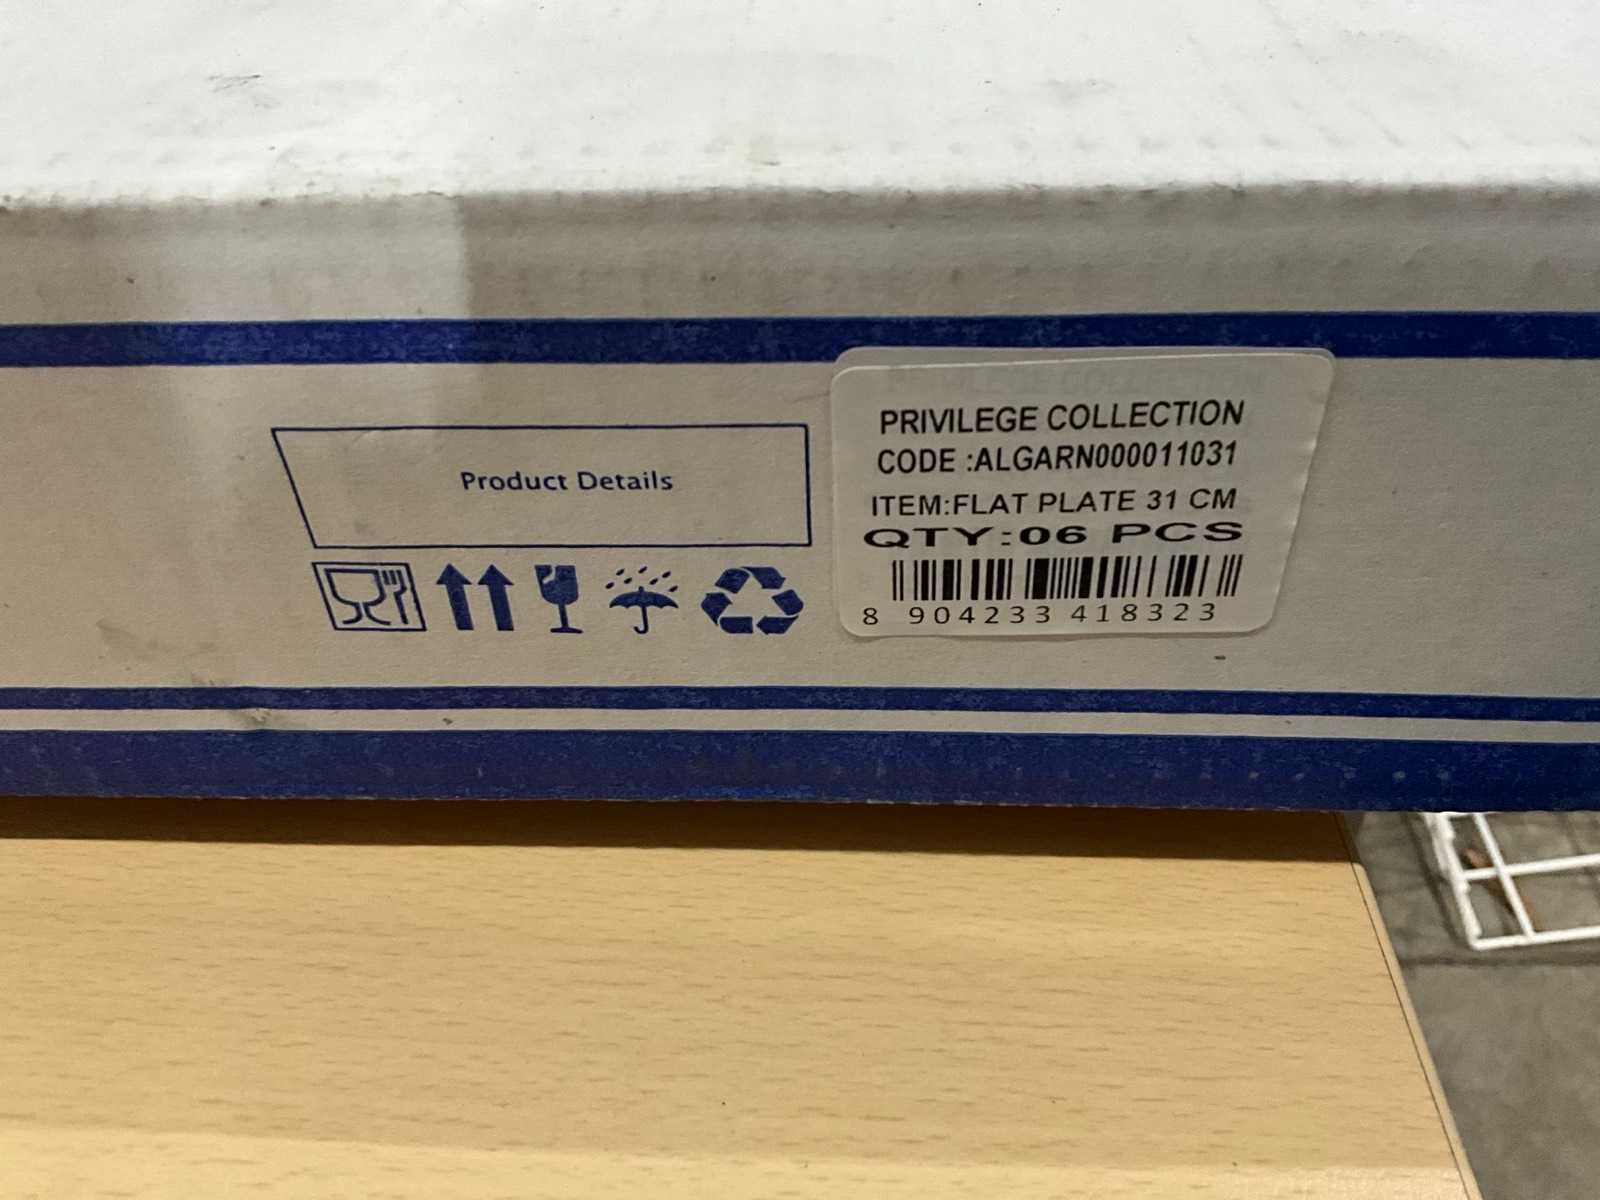 Product Details
PRIVILEGE COLLECTION
CODE :ALGARN000011031
ITEM:FLAT PLATE 31 CM
QTY:06 PCS
8 904233 418323